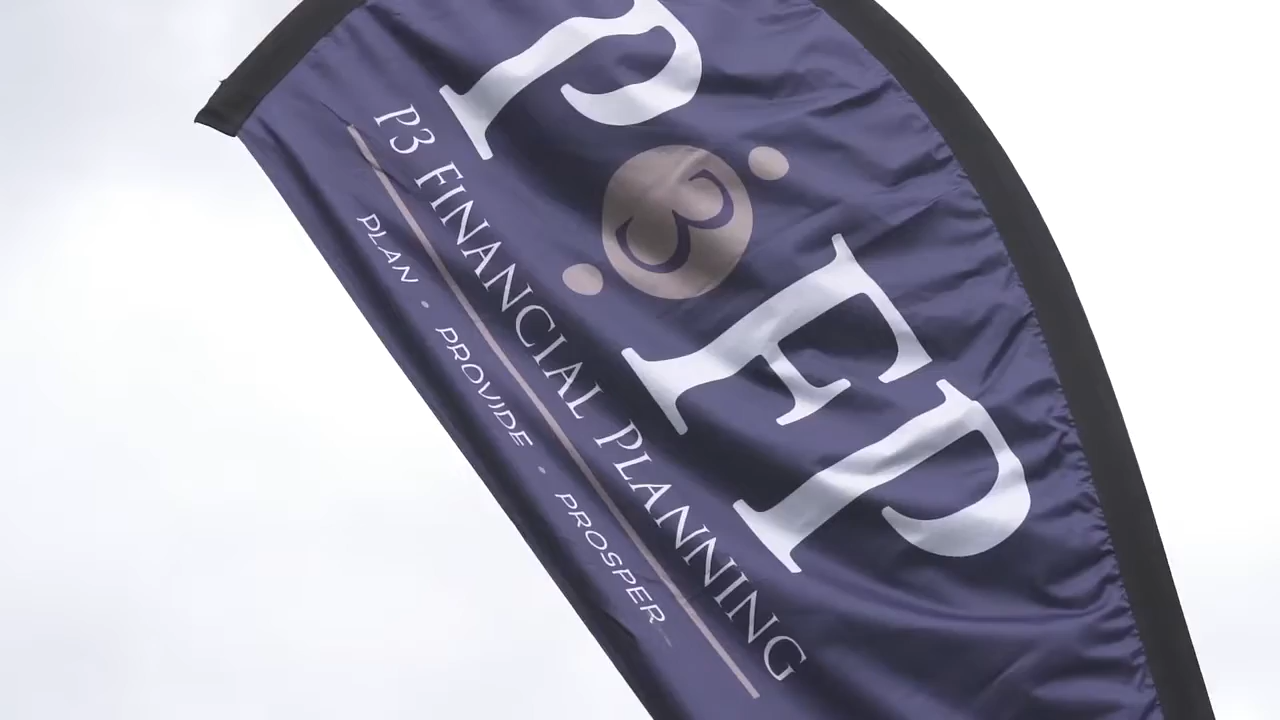 P3FP
P3 FINANCIAL PLANNING
PLAN • PROVIDE • PROSPER